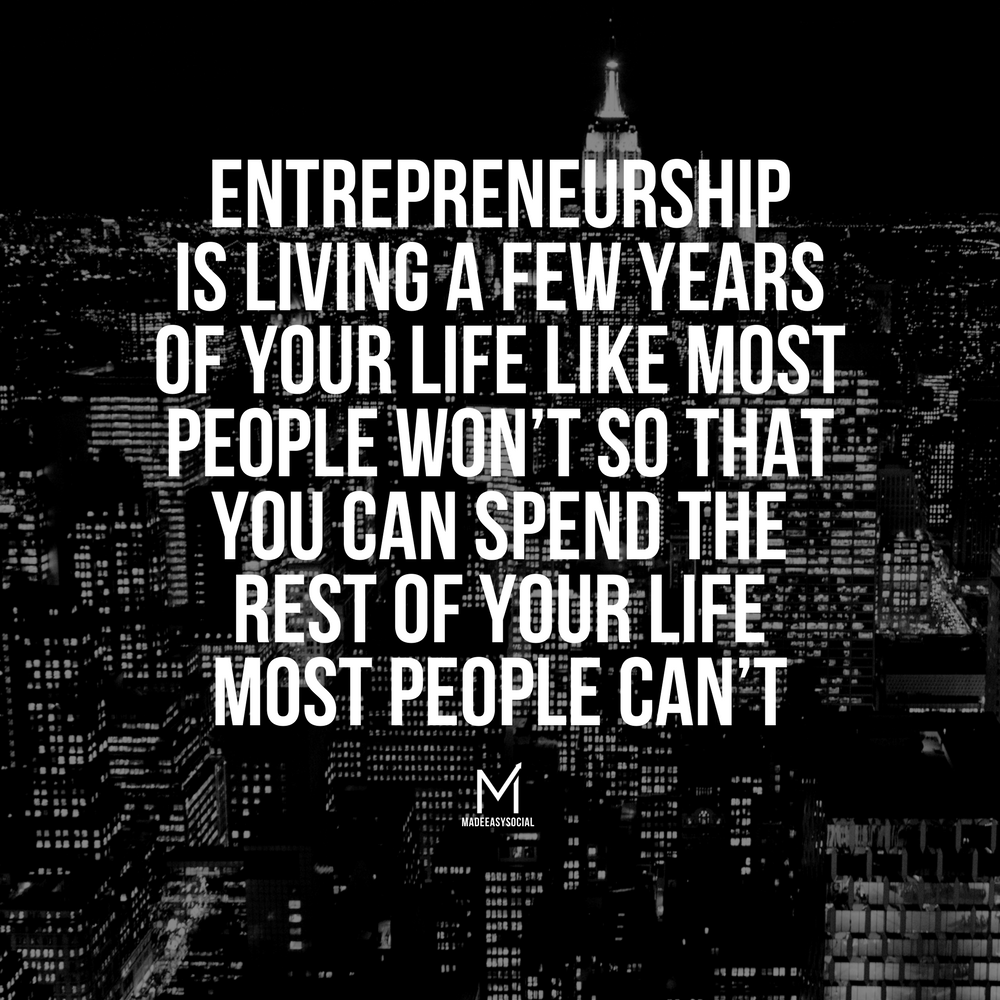 ENTREPRENEURSHIP
IS LIVING A FEW YEARS
OF YOUR LIFE LIKE MOST
PEOPLE WON'T SO THAT
YOU CAN SPEND THE
REST OF YOUR LIFE
MOST PEOPLE CAN'T
M
MADEEASYSOCIAL